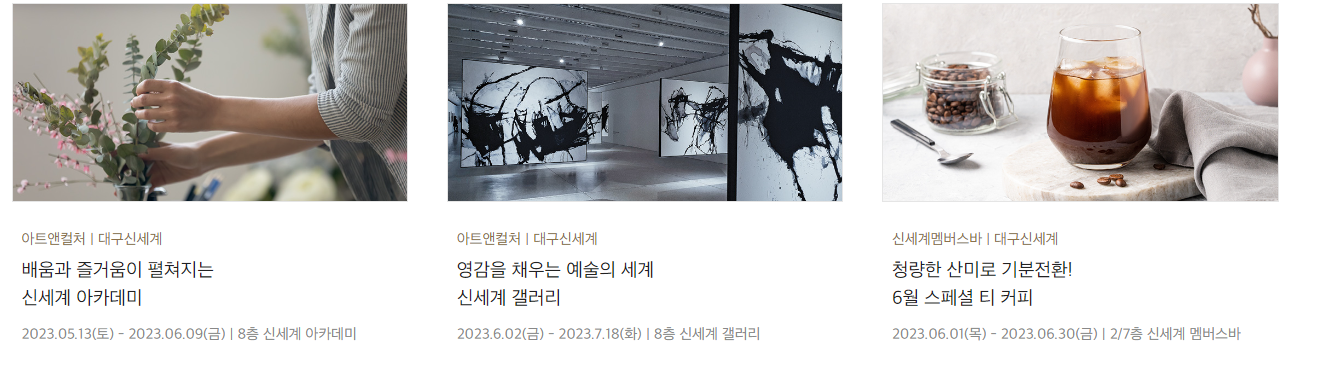 아트앤컬처 | 대구신세계
배움과 즐거움이 펼쳐지는
신세계 아카데미
2023.05.13(토) - 2023.06.09(금) | 8층 신세계 아카데미
아트앤컬처 | 대구신세계
영감을 채우는 예술의 세계
신세계 갤러리
2023.6.02(금) - 2023.7.18(화) | 8층 신세계 갤러리
신세계멤버스바 | 대구신세계
청량한 산미로 기분전환!
6월 스페셜 티 커피
2023.06.01(목) - 2023.06.30(금) | 2/7층 신세계 멤버스바